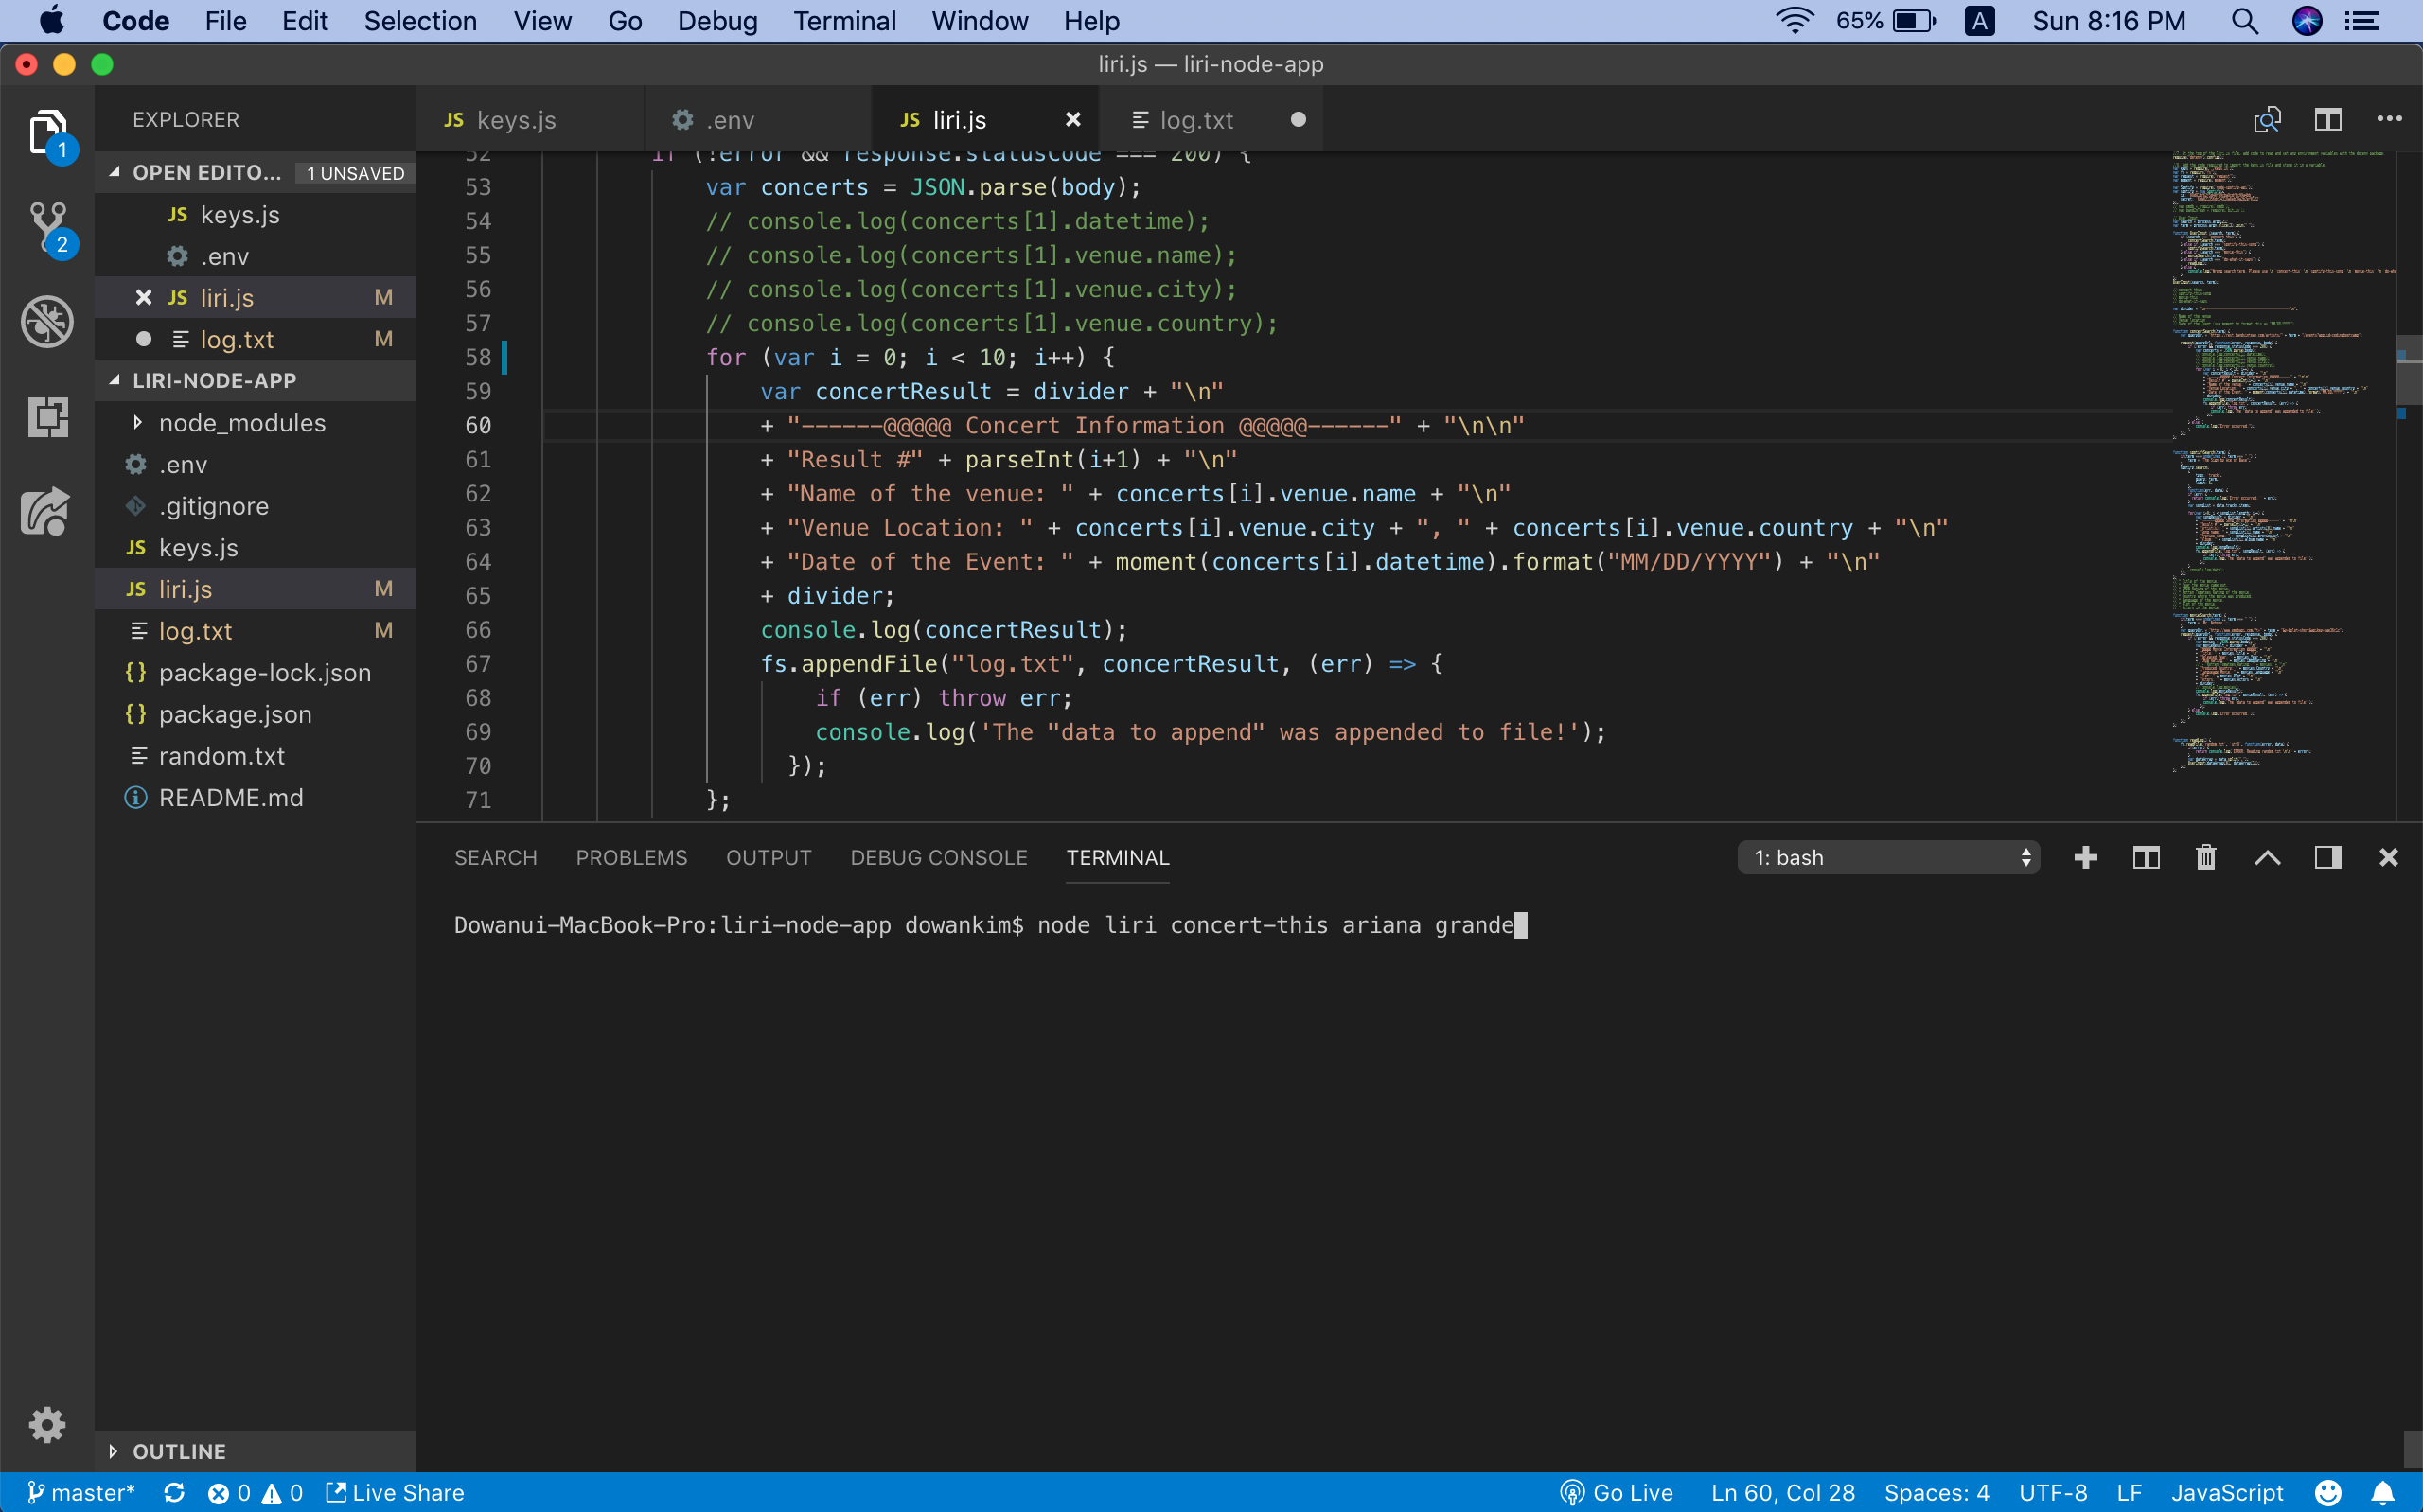 Code File Edit Selection View Go Debug Terminal Window Help 65% A Sun 8:16 PM
liri.js — liri-node-app
EXPLORER
JS keys.js
.env
JS liri.js
log.txt
OPEN EDITO... 1 UNSAVED
JS keys.js
.env
JS liri.js M
log.txt M
LIRI-NODE-APP
node_modules
.env
.gitignore
JS keys.js
JS liri.js M
log.txt M
{} package-lock.json
{} package.json
random.txt
README.md
OUTLINE
1
2
52 if (!error && response.statusCode === 200) {
53 var concerts = JSON.parse(body);
54 // console.log(concerts[1].datetime);
55 // console.log(concerts[1].venue.name);
56 // console.log(concerts[1].venue.city);
57 // console.log(concerts[1].venue.country);
58 for (var i = 0; i < 10; i++) {
59 var concertResult = divider + "\n"
60 + "------@@@@@ Concert Information @@@@@------" + "\n\n"
61 + "Result #" + parseInt(i+1) + "\n"
62 + "Name of the venue: " + concerts[i].venue.name + "\n"
63 + "Venue Location: " + concerts[i].venue.city + ", " + concerts[i].venue.country + "\n"
64 + "Date of the Event: " + moment(concerts[i].datetime).format("MM/DD/YYYY") + "\n"
65 + divider;
66 console.log(concertResult);
67 fs.appendFile("log.txt", concertResult, (err) => {
68 if (err) throw err;
69 console.log('The "data to append" was appended to file!');
70 });
71 };
SEARCH PROBLEMS OUTPUT DEBUG CONSOLE TERMINAL 1: bash
Dowanui-MacBook-Pro:liri-node-app dowankim$ node liri concert-this ariana grande
master* 0 0 Live Share Go Live Ln 60, Col 28 Spaces: 4 UTF-8 LF JavaScript